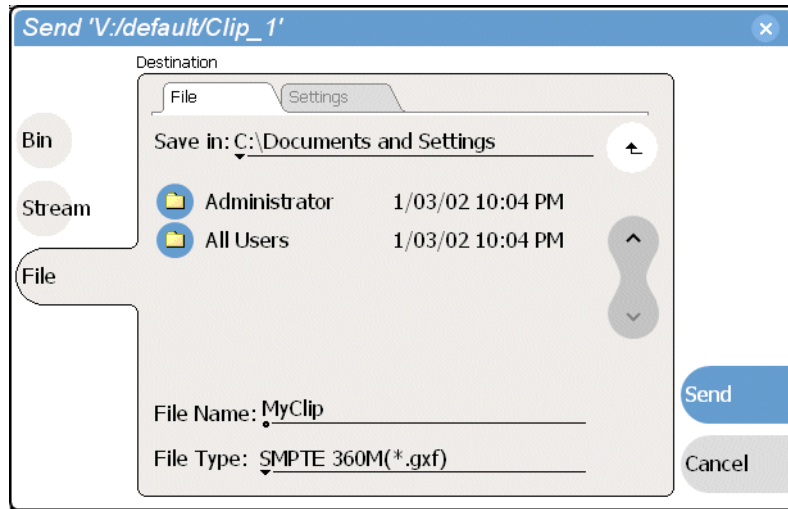 Send 'V:/default/Clip_1'
Destination
File
Settings
Bin
Save in: C:\Documents and Settings
Stream
Administrator 1/03/02 10:04 PM
All Users 1/03/02 10:04 PM
File
File Name: MyClip
File Type: SMPTE 360M(*.gxf)
Send
Cancel